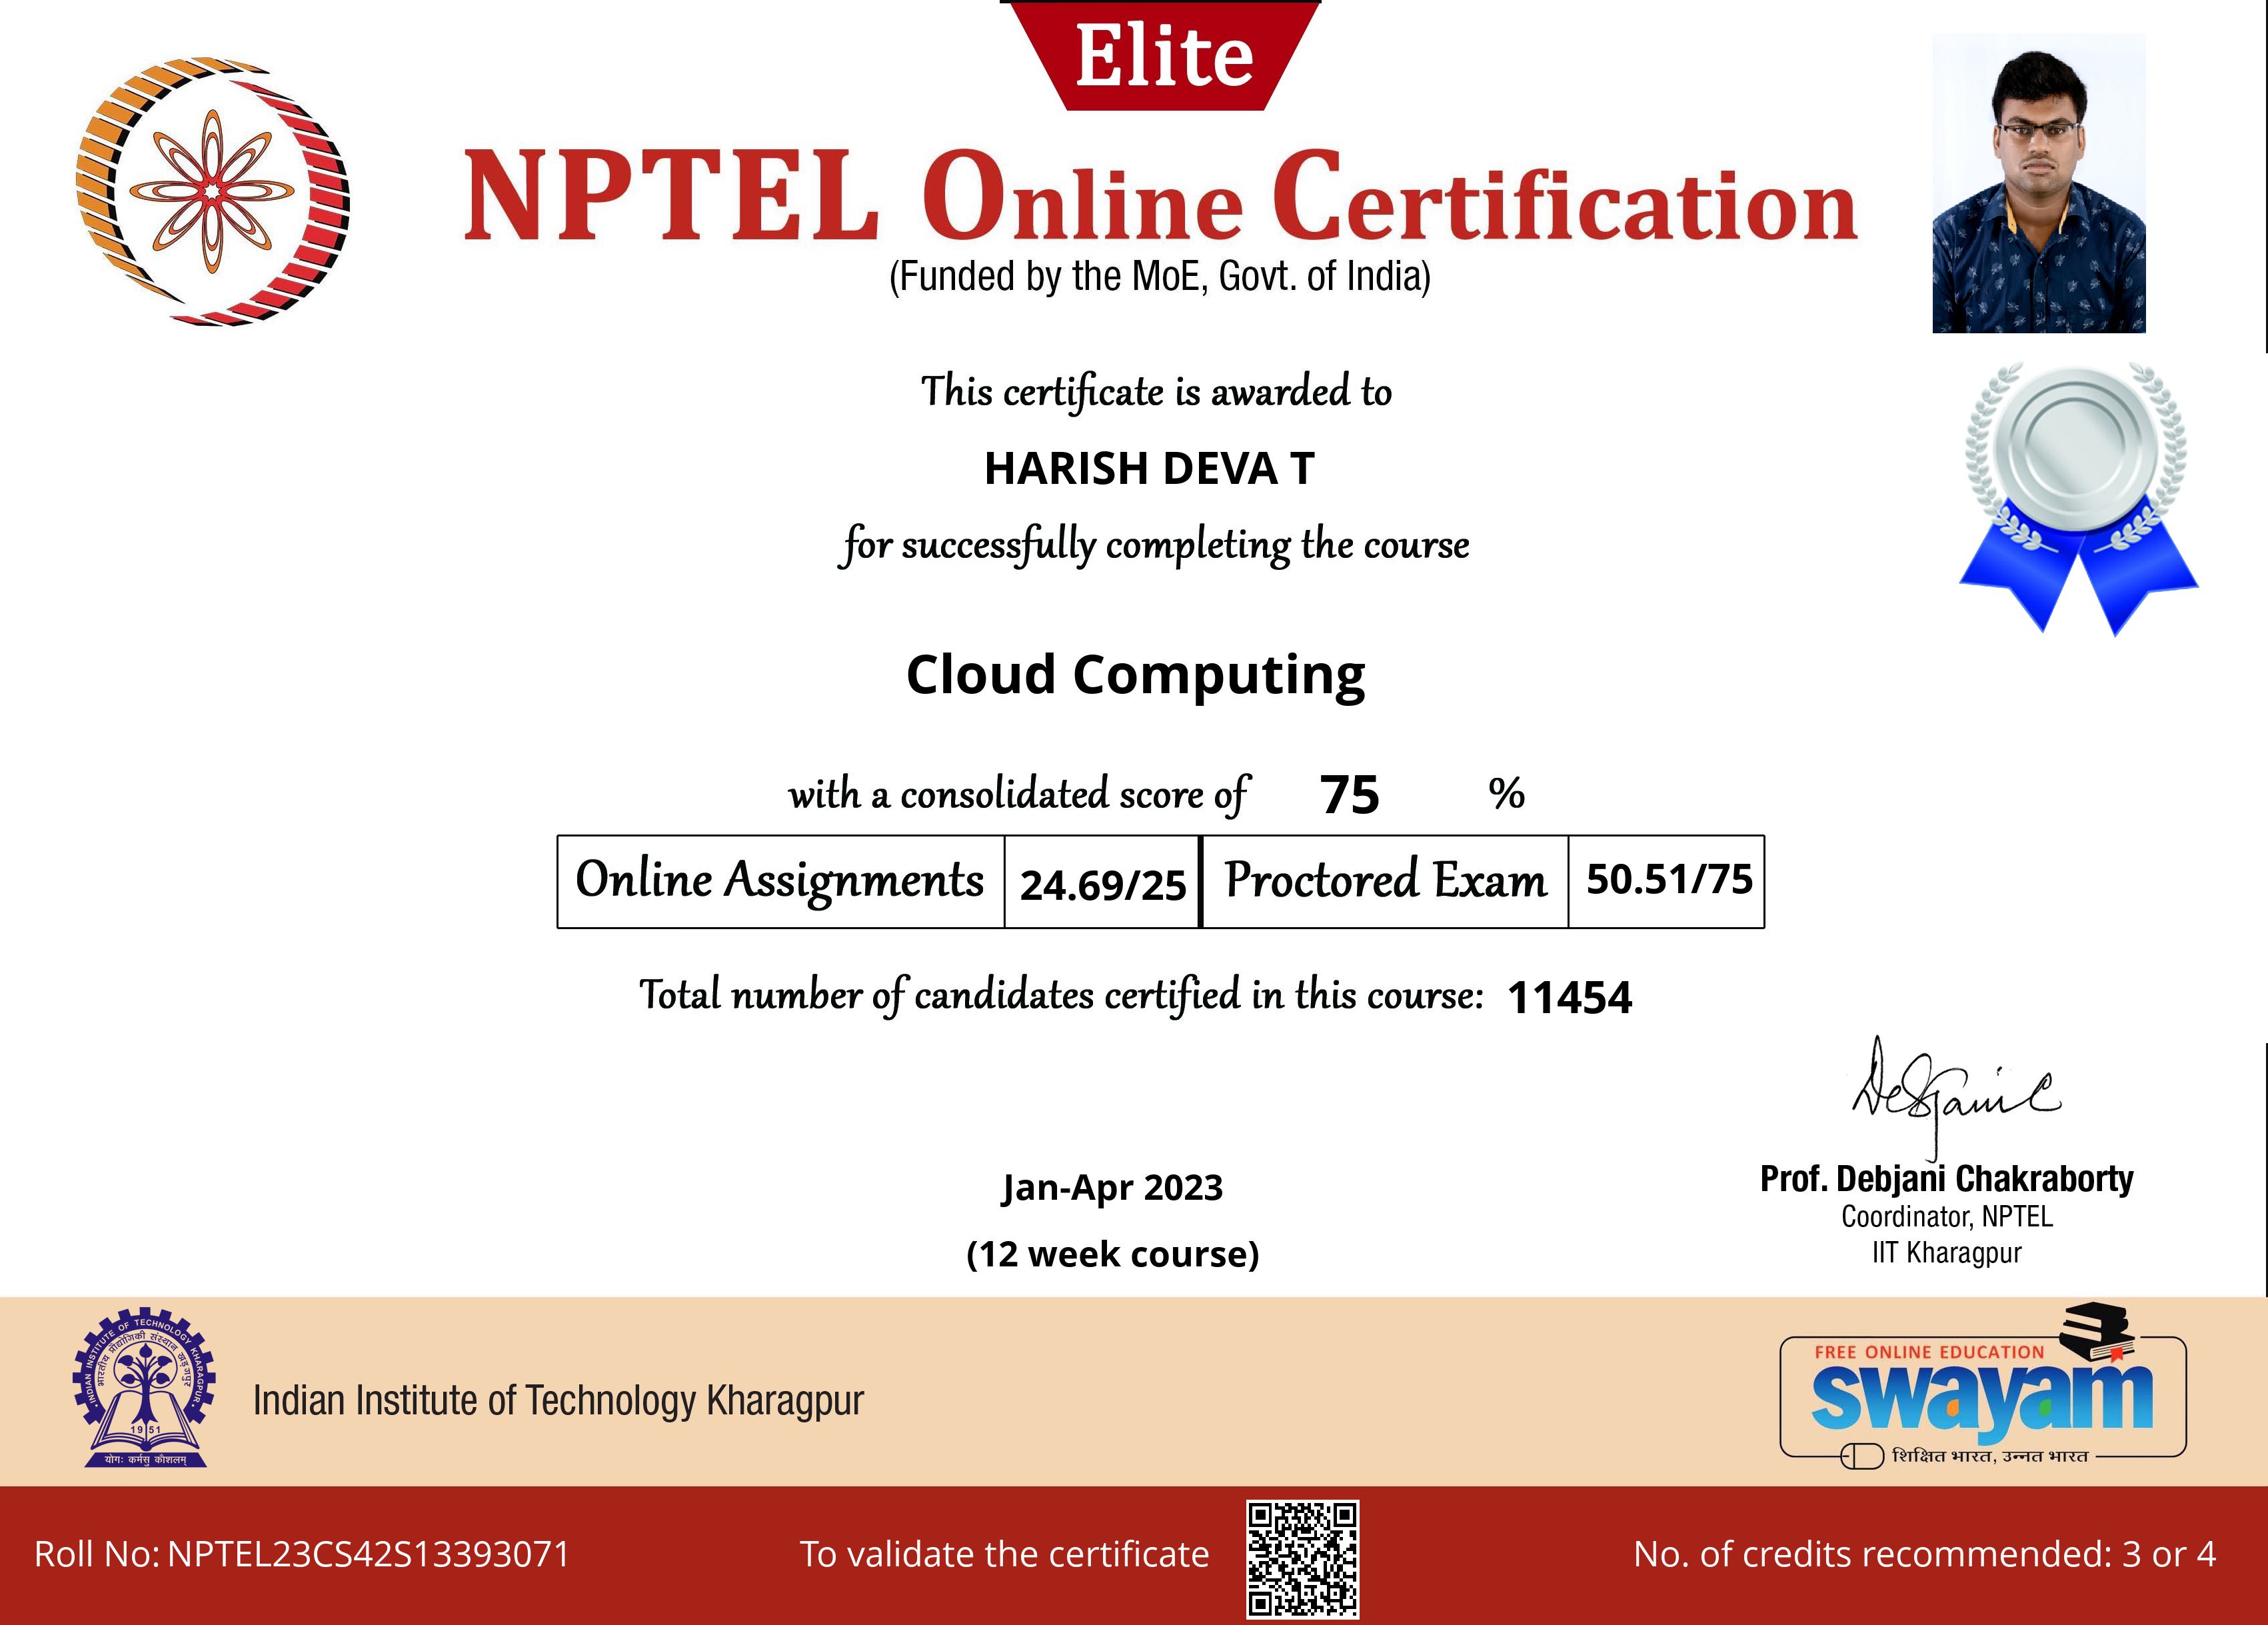 Elite
NPTEL Online Certification
(Funded by the MoE, Govt. of India)
This certificate is awarded to
HARISH DEVA T
for successfully completing the course
Cloud Computing
with a consolidated score of 75 %
Online Assignments 24.69/25 Proctored Exam 50.51/75
Total number of candidates certified in this course: 11454
Debjani C
Prof. Debjani Chakraborty
Coordinator, NPTEL
IIT Kharagpur
Jan-Apr 2023
(12 week course)
INDIAN INSTITUTE OF TECHNOLOGY KHARAGPUR
भारतीय प्रौद्योगिकी संस्थान खड़गपुर
1951
योगः कर्मसु कौशलम्
Indian Institute of Technology Kharagpur
FREE ONLINE EDUCATION
swayam
शिक्षित भारत, उन्नत भारत
Roll No: NPTEL23CS42S13393071
To validate the certificate
No. of credits recommended: 3 or 4